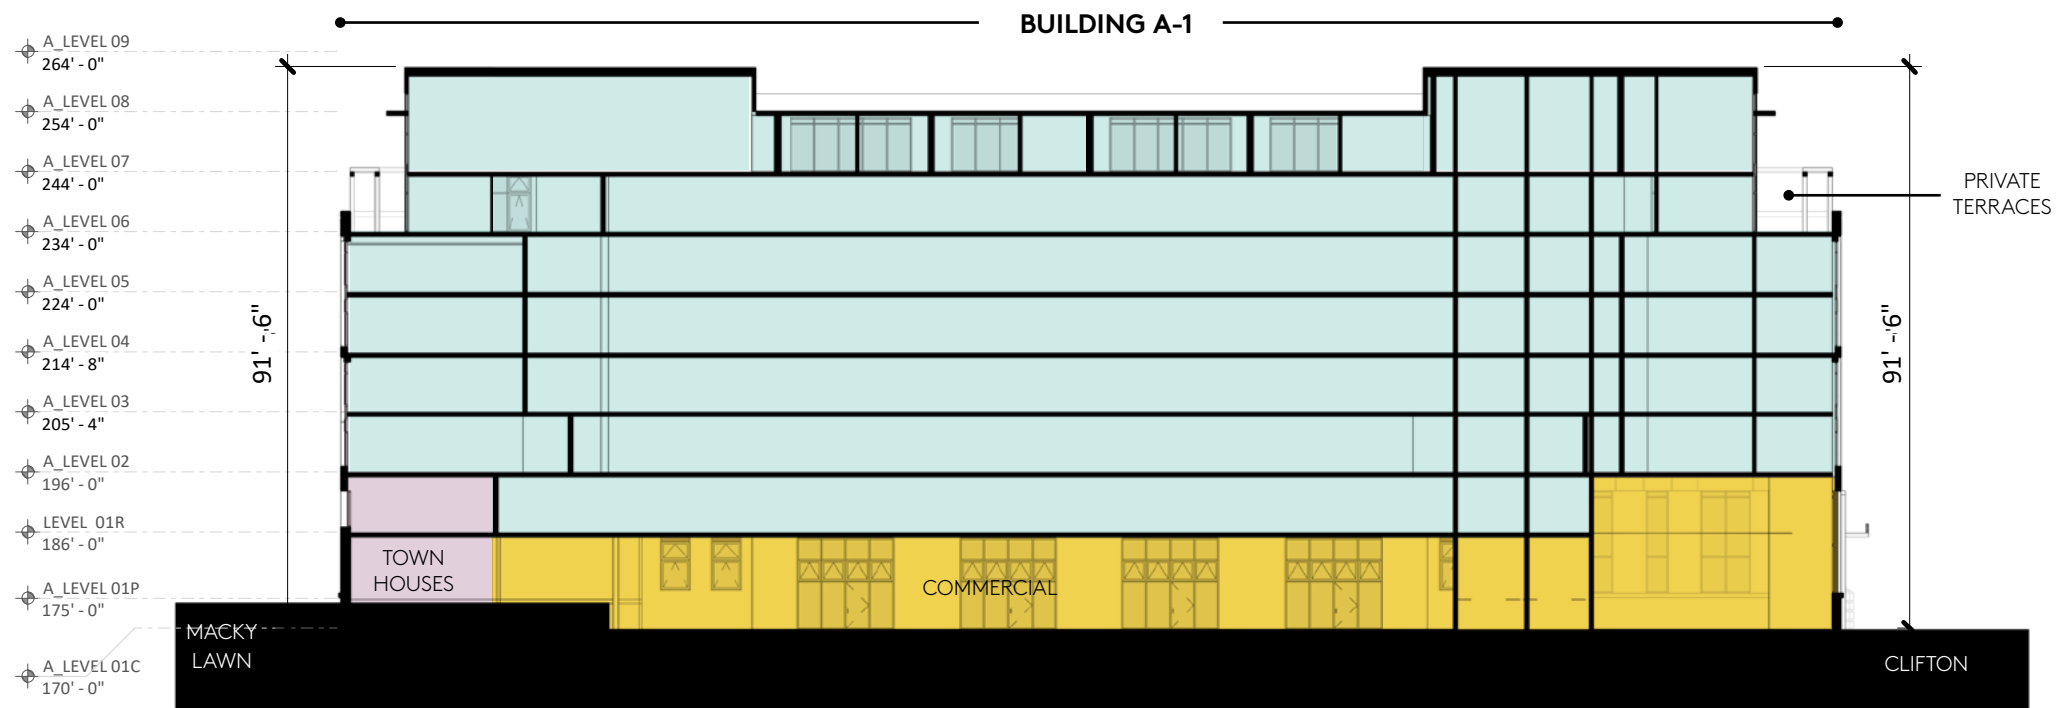 BUILDING A-1
A_LEVEL 09
264' - 0"
A_LEVEL 08
254' - 0"
A_LEVEL 07
244' - 0"
PRIVATE
TERRACES
A_LEVEL 06
234' - 0"
A_LEVEL 05
224' - 0"
91' -6"
91' -6"
A_LEVEL 04
214' - 8"
A_LEVEL 03
205' - 4"
A_LEVEL 02
196' - 0"
LEVEL 01R
186' - 0"
TOWN
HOUSES
COMMERCIAL
A_LEVEL 01P
175' - 0"
MACKY
LAWN
CLIFTON
A_LEVEL 01C
170' - 0"